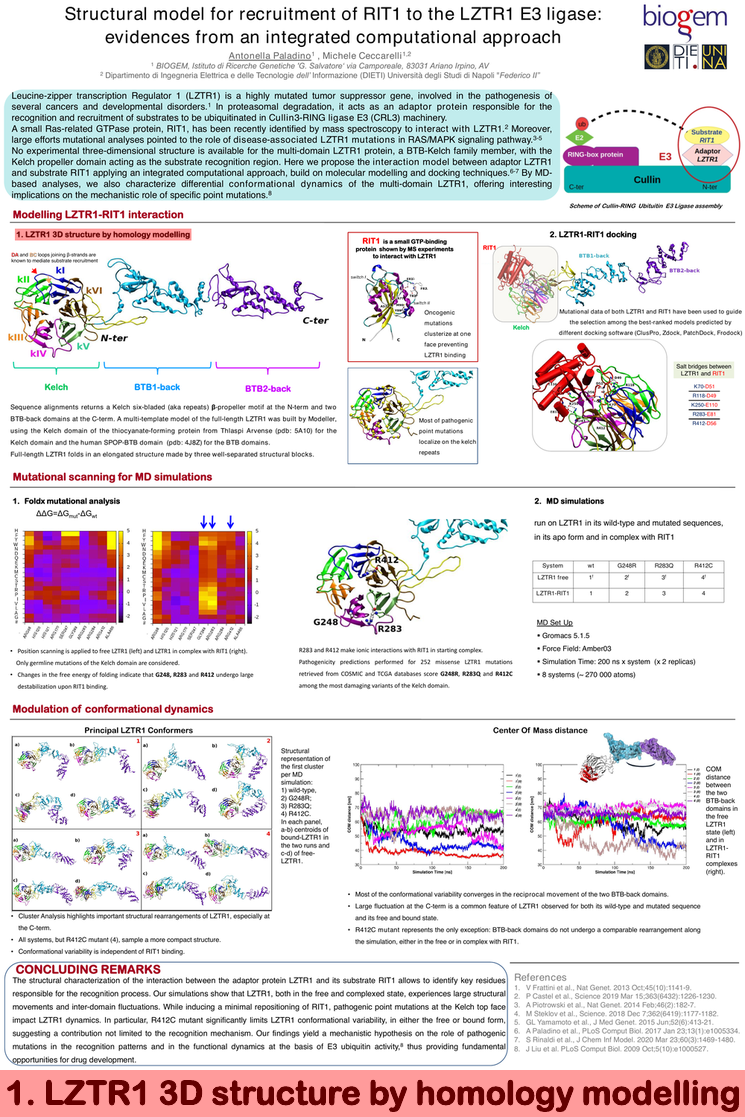 Structural model for recruitment of RIT1 to the LZTR1 E3 ligase:
evidences from an integrated computational approach
Antonella Paladino¹ , Michele Ceccarelli¹,²
¹ BIOGEM, Istituto di Ricerche Genetiche 'G. Salvatore' via Camporeale, 83031 Ariano Irpino, AV
² Dipartimento di Ingegneria Elettrica e delle Tecnologie dell' Informazione (DIETI) Università degli Studi di Napoli "Federico II"
biogem
DIE
TI.
UNI
NA
Leucine-zipper transcription Regulator 1 (LZTR1) is a highly mutated tumor suppressor gene, involved in the pathogenesis of
several cancers and developmental disorders.¹ In proteasomal degradation, it acts as an adaptor protein responsible for the
recognition and recruitment of substrates to be ubiquitinated in Cullin3-RING ligase E3 (CRL3) machinery.
A small Ras-related GTPase protein, RIT1, has been recently identified by mass spectroscopy to interact with LZTR1.² Moreover,
large efforts mutational analyses pointed to the role of disease-associated LZTR1 mutations in RAS/MAPK signaling pathway.³⁻⁵
No experimental three-dimensional structure is available for the multi-domain LZTR1 protein, a BTB-Kelch family member, with the
Kelch propeller domain acting as the substrate recognition region. Here we propose the interaction model between adaptor LZTR1
and substrate RIT1 applying an integrated computational approach, build on molecular modelling and docking techniques.⁶⁻⁷ By MD-
based analyses, we also characterize differential conformational dynamics of the multi-domain LZTR1, offering interesting
implications on the mechanistic role of specific point mutations.⁸
ub
E2
RING-box protein
E3
Substrate
RIT1
Adaptor
LZTR1
Cullin
C-ter
N-ter
Scheme of Cullin-RING Ubituitin E3 Ligase assembly
Modelling LZTR1-RIT1 interaction
1. LZTR1 3D structure by homology modelling
DA and BC loops joining β-strands are
known to mediate substrate recruitment
kI
kII
kVI
kIII
kIV
kV
N-ter
C-ter
Kelch
BTB1-back
BTB2-back
Sequence alignments returns a Kelch six-bladed (aka repeats) β-propeller motif at the N-term and two
BTB-back domains at the C-term. A multi-template model of the full-length LZTR1 was built by Modeller,
using the Kelch domain of the thiocyanate-forming protein from Thlaspi Arvense (pdb: 5A10) for the
Kelch domain and the human SPOP-BTB domain (pdb: 4J8Z) for the BTB domains.
Full-length LZTR1 folds in an elongated structure made by three well-separated structural blocks.
RIT1 is a small GTP-binding
protein shown by MS experiments
to interact with LZTR1
switch I
switch II
N
C
Oncogenic
mutations
clusterize at one
face preventing
LZTR1 binding
Most of pathogenic
point mutations
localize on the kelch
repeats
2. LZTR1-RIT1 docking
RIT1
BTB1-back
BTB2-back
Kelch
Mutational data of both LZTR1 and RIT1 have been used to guide
the selection among the best-ranked models predicted by
different docking software (ClusPro, Zdock, PatchDock, Frodock)
Salt bridges between
LZTR1 and RIT1
K70-D51
R118-D49
K250-E110
R283-E81
R412-D56
Mutational scanning for MD simulations
1. Foldx mutational analysis
ΔΔG=ΔGmut-ΔGwt
Position scanning is applied to free LZTR1 (left) and LZTR1 in complex with RIT1 (right).
Only germline mutations of the Kelch domain are considered.
Changes in the free energy of folding indicate that G248, R283 and R412 undergo large
destabilization upon RIT1 binding.
R412
G248
R283
R283 and R412 make ionic interactions with RIT1 in starting complex.
Pathogenicity predictions performed for 252 missense LZTR1 mutations
retrieved from COSMIC and TCGA databases score G248R, R283Q and R412C
among the most damaging variants of the Kelch domain.
2. MD simulations
run on LZTR1 in its wild-type and mutated sequences,
in its apo form and in complex with RIT1
System wt G248R R283Q R412C
LZTR1 free 1ᶠ 2ᶠ 3ᶠ 4ᶠ
LZTR1-RIT1 1 2 3 4
MD Set Up
Gromacs 5.1.5
Force Field: Amber03
Simulation Time: 200 ns x system (x 2 replicas)
8 systems (~ 270 000 atoms)
Modulation of conformational dynamics
Principal LZTR1 Conformers
Structural
representation of
the first cluster
per MD
simulation:
1) wild-type,
2) G248R;
3) R283Q;
4) R412C.
In each panel,
a-b) centroids of
bound-LZTR1 in
the two runs and
c-d) of free-
LZTR1.
Cluster Analysis highlights important structural rearrangements of LZTR1, especially at
the C-term.
All systems, but R412C mutant (4), sample a more compact structure.
Conformational variability is independent of RIT1 binding.
Center Of Mass distance
COM distance (nm)
Simulation Time (ns)
COM
distance
between
the two
BTB-back
domains in
the free
LZTR1
state (left)
and in
LZTR1-
RIT1
complexes
(right).
Most of the conformational variability converges in the reciprocal movement of the two BTB-back domains.
Large fluctuation at the C-term is a common feature of LZTR1 observed for both its wild-type and mutated sequence
and its free and bound state.
R412C mutant represents the only exception: BTB-back domains do not undergo a comparable rearrangement along
the simulation, either in the free or in complex with RIT1.
CONCLUDING REMARKS
The structural characterization of the interaction between the adaptor protein LZTR1 and its substrate RIT1 allows to identify key residues
responsible for the recognition process. Our simulations show that LZTR1, both in the free and complexed state, experiences large structural
movements and inter-domain fluctuations. While inducing a minimal repositioning of RIT1, pathogenic point mutations at the Kelch top face
impact LZTR1 dynamics. In particular, R412C mutant significantly limits LZTR1 conformational variability, in either the free or bound form,
suggesting a contribution not limited to the recognition mechanism. Our findings yield a mechanistic hypothesis on the role of pathogenic
mutations in the recognition patterns and in the functional dynamics at the basis of E3 ubiquitin activity,⁸ thus providing fundamental
opportunities for drug development.
References
1. V Frattini et al., Nat Genet. 2013 Oct;45(10):1141-9.
2. P Castel et al., Science 2019 Mar 15;363(6432):1226-1230.
3. A Piotrowski et al., Nat Genet. 2014 Feb;46(2):182-7.
4. M Steklov et al., Science. 2018 Dec 7;362(6419):1177-1182.
5. GL Yamamoto et al., J Med Genet. 2015 Jun;52(6):413-21.
6. A Paladino et al., PLoS Comput Biol. 2017 Jan 23;13(1):e1005334.
7. S Rinaldi et al., J Chem Inf Model. 2020 Mar 23;60(3):1469-1480.
8. J Liu et al. PLoS Comput Biol. 2009 Oct;5(10):e1000527.
1. LZTR1 3D structure by homology modelling